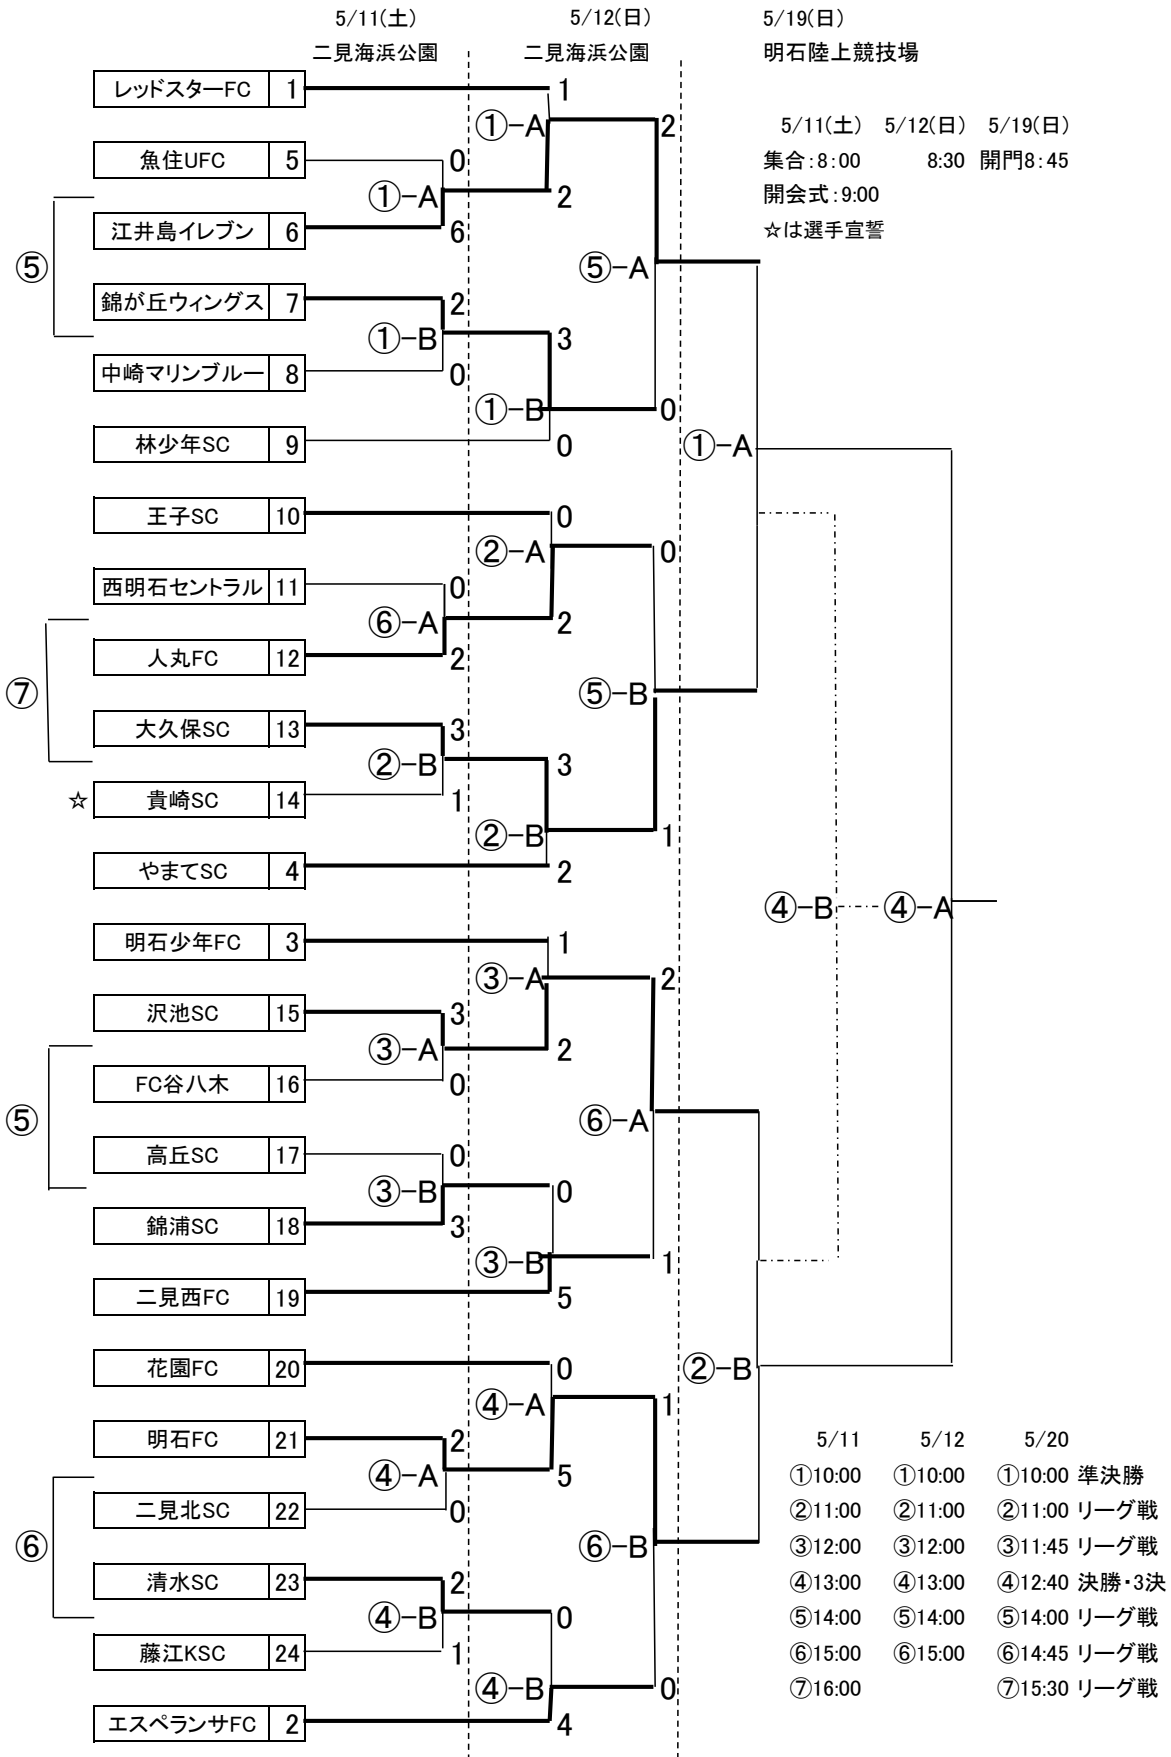 5/11(土) 5/12(日) 5/19(日)
二見海浜公園 二見海浜公園 明石陸上競技場
5/11(土) 5/12(日) 5/19(日)
集合:8:00 8:30 開門8:45
開会式:9:00
☆は選手宣誓
レッドスターFC 1 1
①-A 2
魚住UFC 5 0
①-A 2
江井島イレブン 6 6
⑤ ⑤-A
錦が丘ウィングス 7 2
①-B 3
中崎マリンブルー 8 0
①-B 0
林少年SC 9 0 ①-A
王子SC 10 0
②-A 0
西明石セントラル 11 0
⑥-A 2
人丸FC 12 2
⑦ ⑤-B
大久保SC 13 3
②-B 3
☆ 貴崎SC 14 1
②-B 1
やまてSC 4 2
④-B ④-A
明石少年FC 3 1
③-A 2
沢池SC 15 3
③-A 2
FC谷八木 16 0
⑤ ⑥-A
高丘SC 17 0
③-B 0
錦浦SC 18 3
③-B 1
二見西FC 19 5
花園FC 20 0 ②-B
④-A 1
明石FC 21 2
④-A 5
二見北SC 22 0
⑥ ⑥-B
清水SC 23 2
④-B 0
藤江KSC 24 1
④-B 0
エスペランサFC 2 4
5/11 5/12 5/20
①10:00 ①10:00 ①10:00 準決勝
②11:00 ②11:00 ②11:00 リーグ戦
③12:00 ③12:00 ③11:45 リーグ戦
④13:00 ④13:00 ④12:40 決勝・3決
⑤14:00 ⑤14:00 ⑤14:00 リーグ戦
⑥15:00 ⑥15:00 ⑥14:45 リーグ戦
⑦16:00 ⑦15:30 リーグ戦